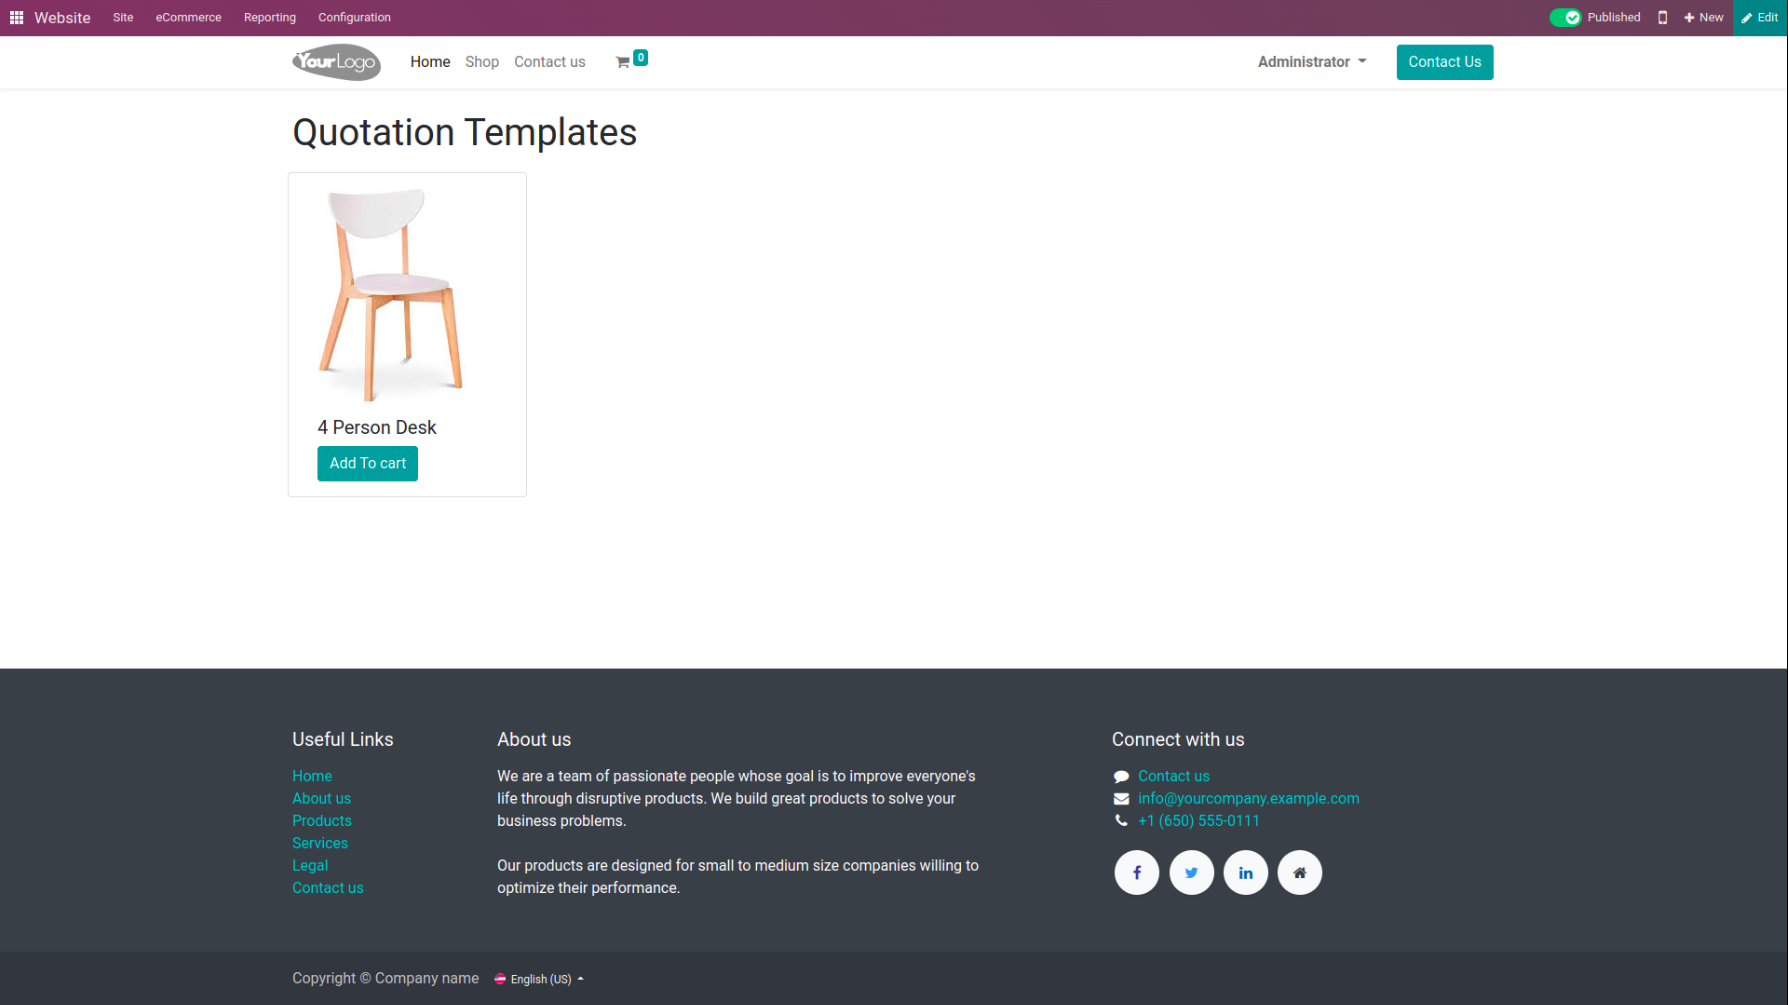 Website Site eCommerce Reporting Configuration Published New Edit
YourLogo Home Shop Contact us 0 Administrator Contact Us
Quotation Templates
4 Person Desk
Add To cart
Useful Links
Home
About us
Products
Services
Legal
Contact us
About us
We are a team of passionate people whose goal is to improve everyone's
life through disruptive products. We build great products to solve your
business problems.
Our products are designed for small to medium size companies willing to
optimize their performance.
Connect with us
Contact us
info@yourcompany.example.com
+1 (650) 555-0111
Copyright © Company name English (US)